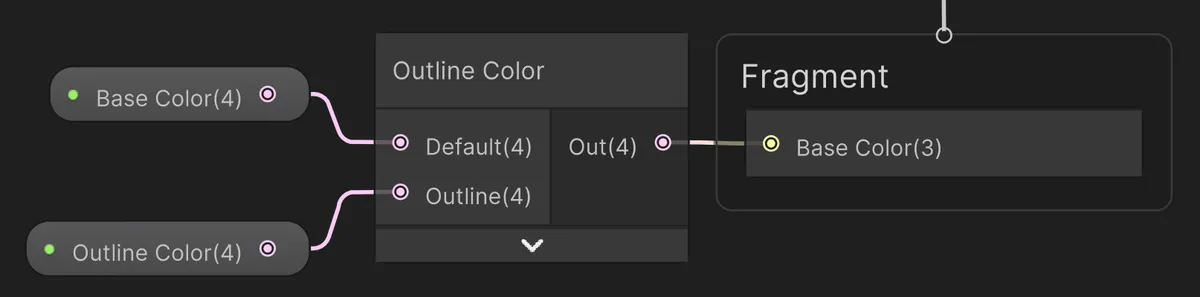 Base Color(4)
Outline Color(4)
Outline Color
Default(4)
Outline(4)
Out(4)
Fragment
Base Color(3)